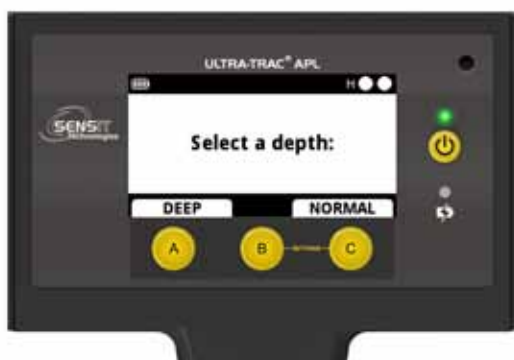 ULTRA-TRAC® APL
H
SENSIT
Technologies
Select a depth:
DEEP NORMAL
A B C